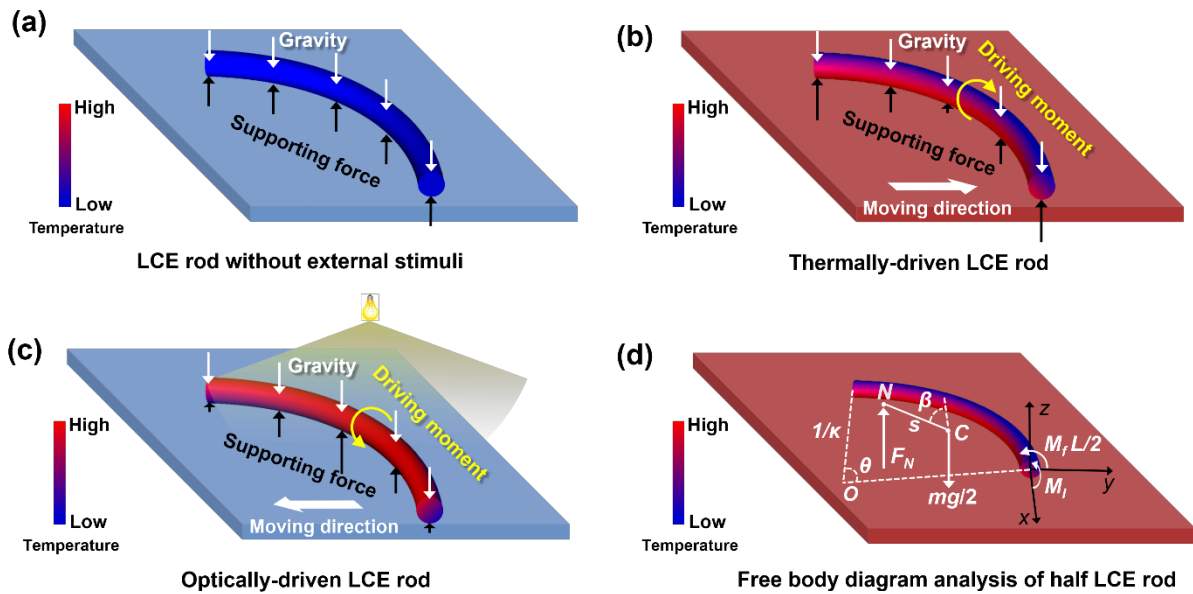 (a)
Gravity
High
Supporting force
Low
Temperature
LCE rod without external stimuli
(b)
Gravity
Driving moment
High
Supporting force
Low
Moving direction
Temperature
Thermally-driven LCE rod
(c)
Gravity
Driving moment
High
Supporting force
Low
Moving direction
Temperature
Optically-driven LCE rod
(d)
N
β
High
s
C
z
1/κ
F_N
M_f L/2
θ
mg/2
O
M_l
y
Low
x
Temperature
Free body diagram analysis of half LCE rod